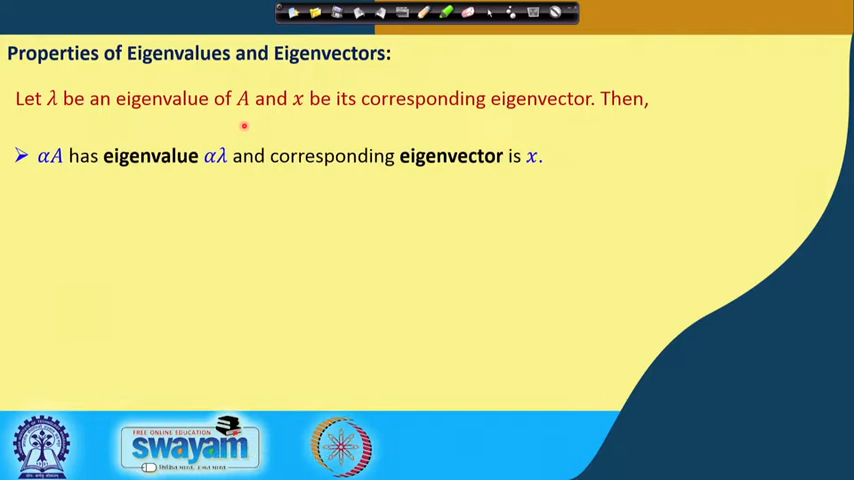 Properties of Eigenvalues and Eigenvectors:
Let λ be an eigenvalue of A and x be its corresponding eigenvector. Then,
➢ αA has eigenvalue αλ and corresponding eigenvector is x.
FREE ONLINE EDUCATION
swayam